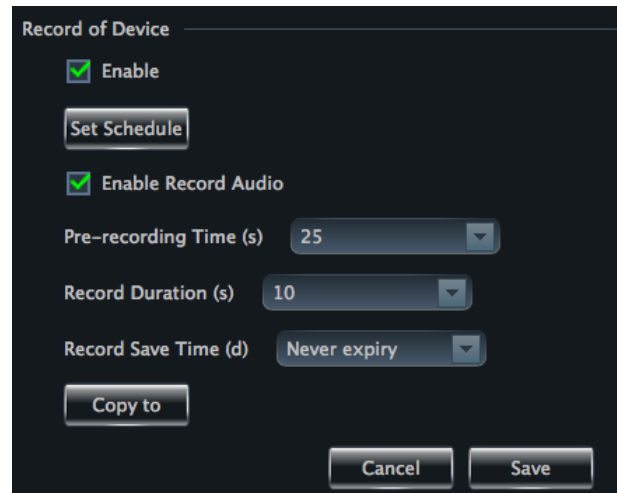 Record of Device
Enable
Set Schedule
Enable Record Audio
Pre-recording Time (s) 25
Record Duration (s) 10
Record Save Time (d) Never expiry
Copy to
Cancel Save